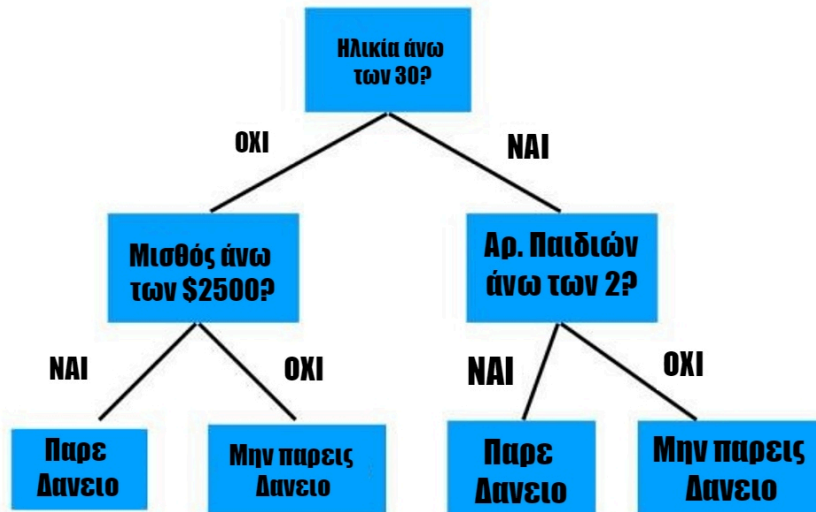 Ηλικία άνω
των 30?
ΟΧΙ
ΝΑΙ
Μισθός άνω
των $2500?
Αρ. Παιδιών
άνω των 2?
ΝΑΙ
ΟΧΙ
ΝΑΙ
ΟΧΙ
Παρε
Δανειο
Μην παρεις
Δανειο
Παρε
Δανειο
Μην παρεις
Δανειο